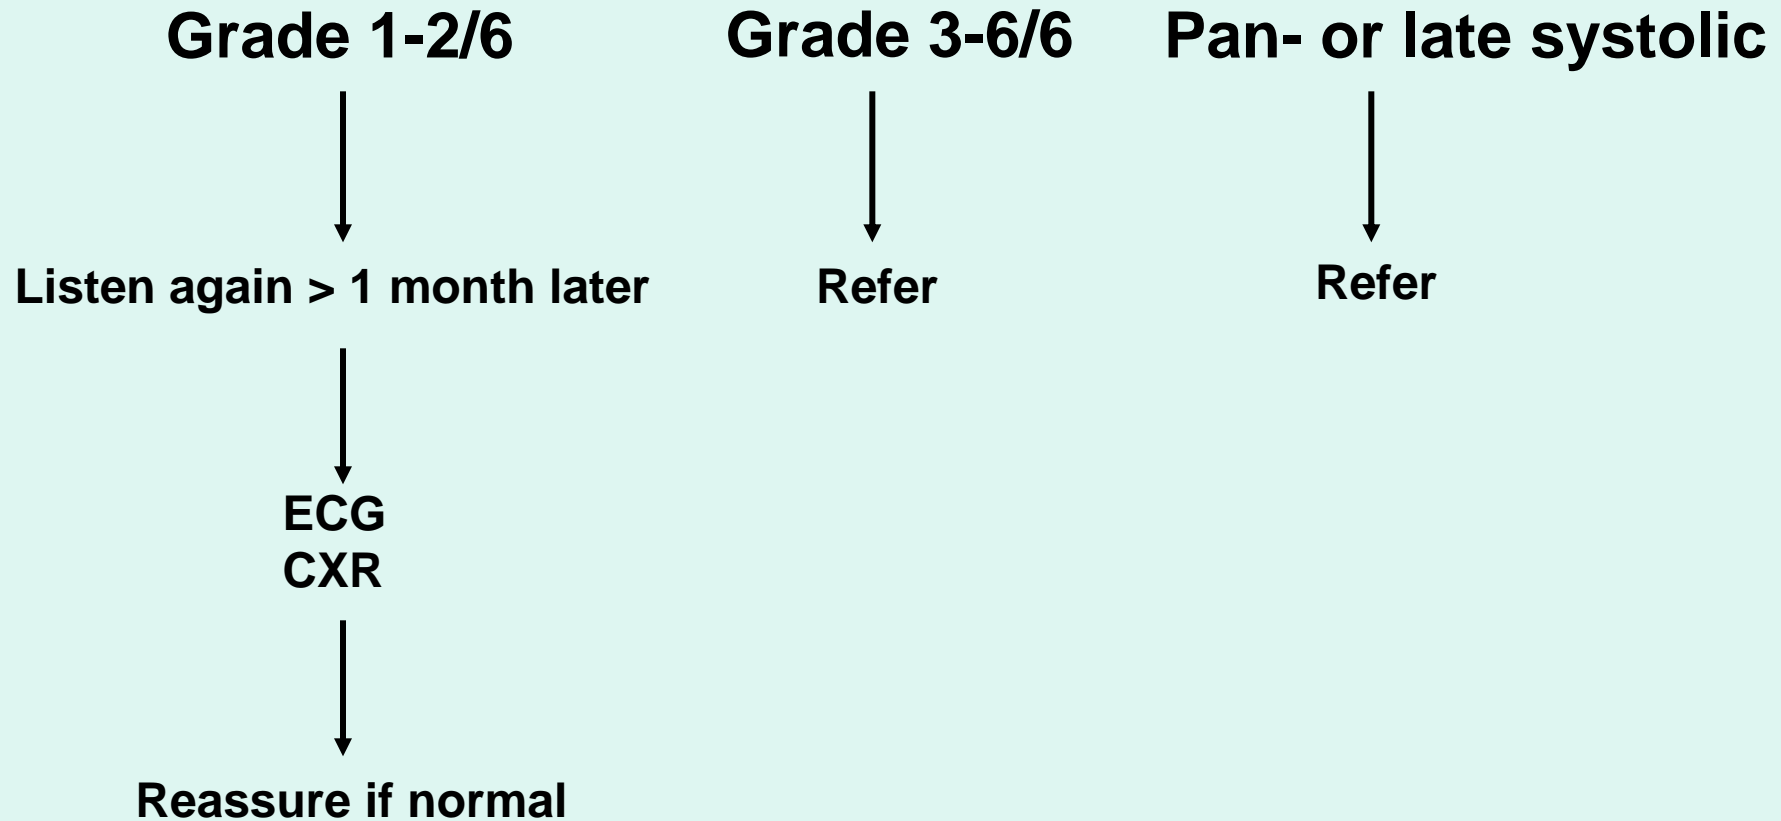 Grade 1-2/6
Grade 3-6/6
Pan- or late systolic
Listen again > 1 month later
Refer
Refer
ECG
CXR
Reassure if normal